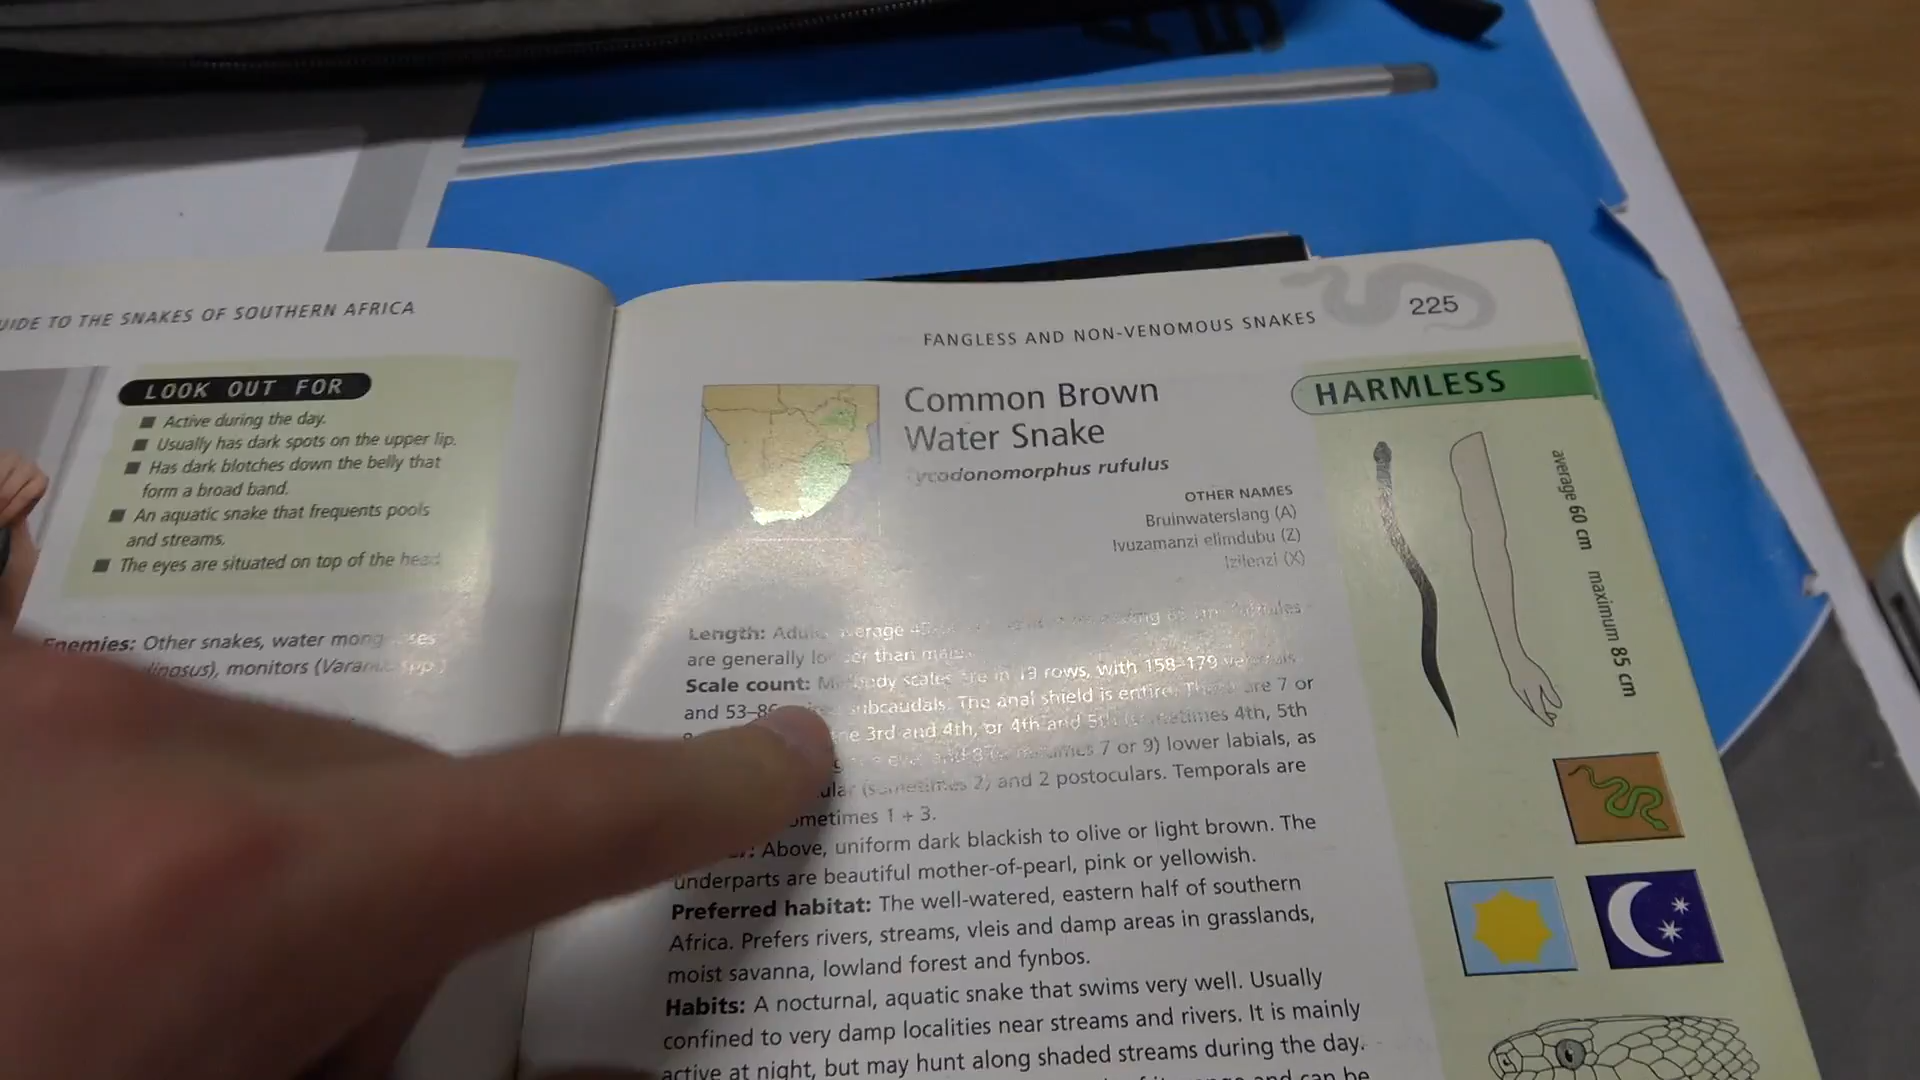 UIDE TO THE SNAKES OF SOUTHERN AFRICA
LOOK OUT FOR
Active during the day.
Usually has dark spots on the upper lip.
Has dark blotches down the belly that
form a broad band.
An aquatic snake that frequents pools
and streams.
The eyes are situated on top of the head
Enemies: Other snakes, water
monitors
FANGLESS AND NON-VENOMOUS SNAKES
225
Common Brown
Water Snake
ycodonomorphus rufulus
HARMLESS
OTHER NAMES
Bruinwaterslang (A)
Ivuzamanzi elimdubu (Z)
Izilenzi (X)
average 60 cm maximum 85 cm
Length:
are generally than
Scale count: rows, with 158–179
and subcaudals. The anal shield is entire. are 7 or
3rd and 4th, or 4th and 4th, 5th
7 or 9) lower labials, as
(sometimes 2) and 2 postoculars. Temporals are
ometimes 1 + 3.
Above, uniform dark blackish to olive or light brown. The
underparts are beautiful mother-of-pearl, pink or yellowish.
Preferred habitat: The well-watered, eastern half of southern
Africa. Prefers rivers, streams, vleis and damp areas in grasslands,
moist savanna, lowland forest and fynbos.
Habits: A nocturnal, aquatic snake that swims very well. Usually
confined to very damp localities near streams and rivers. It is mainly
active at night, but may hunt along shaded streams during the day.
and can be